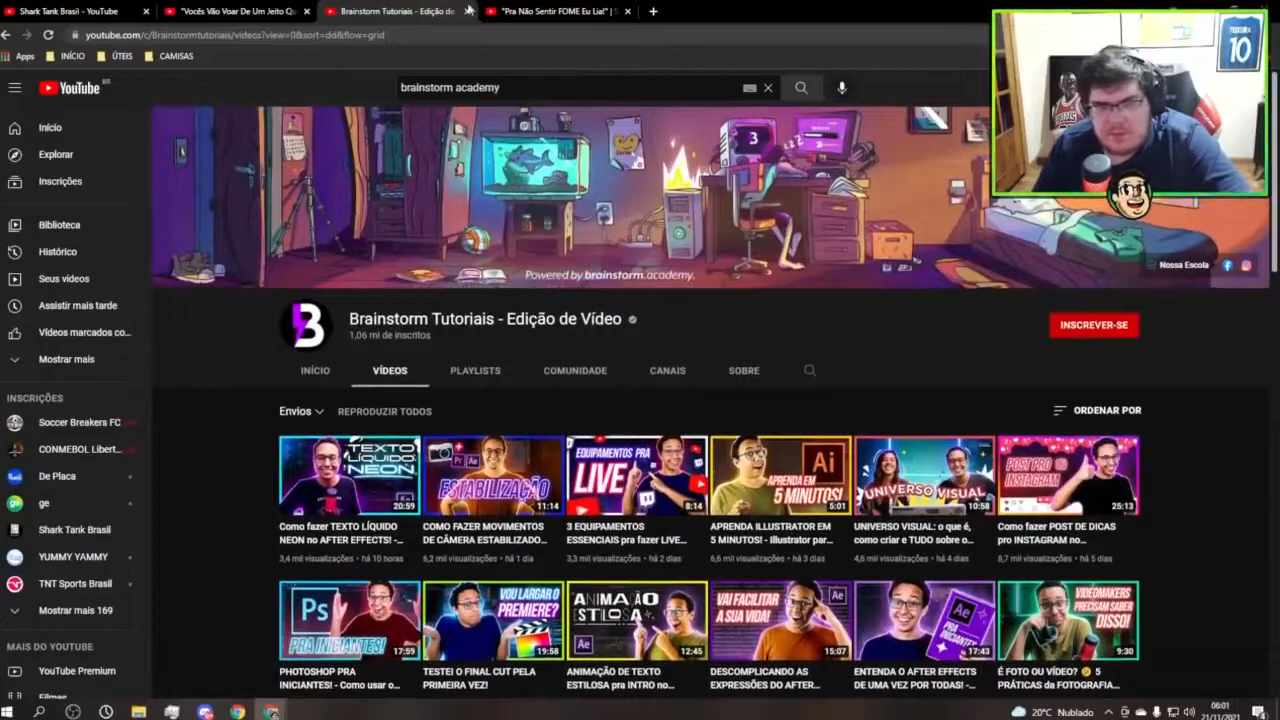 Shark Tank Brasil - YouTube
"Vocês Vão Voar De Um Jeito Qu
Brainstorm Tutoriais - Edição de
"Pra Não Sentir FOME Eu Lia!" |
youtube.com/c/Brainstormtutoriais/videos?view=0&sort=dd&flow=grid
Apps
INÍCIO
ÚTEIS
CAMISAS
10
YouTube
BR
brainstorm academy
Início
Explorar
Inscrições
Biblioteca
Histórico
Seus vídeos
Assistir mais tarde
Vídeos marcados co...
Mostrar mais
INSCRIÇÕES
Soccer Breakers FC
CONMEBOL Libert...
De Placa
ge
Shark Tank Brasil
YUMMY YAMMY
TNT Sports Brasil
Mostrar mais 169
MAIS DO YOUTUBE
YouTube Premium
Filmes
3
Powered by brainstorm.academy.
Nossa Escola
Brainstorm Tutoriais - Edição de Vídeo
1,06 mi de inscritos
INSCREVER-SE
INÍCIO
VÍDEOS
PLAYLISTS
COMUNIDADE
CANAIS
SOBRE
Envios
REPRODUZIR TODOS
ORDENAR POR
TEXTO
LÍQUIDO
NEON
20:59
Pr Ae
ESTABILIZAÇÃO
11:14
EQUIPAMENTOS PRA
LIVE
8:14
Ai
APRENDA EM
5 MINUTOS!
5:01
UNIVERSO VISUAL
10:58
POST PRO
INSTAGRAM
25:13
Como fazer TEXTO LÍQUIDO
NEON no AFTER EFFECTS! -...
3,4 mil visualizações • há 10 horas
COMO FAZER MOVIMENTOS
DE CÂMERA ESTABILIZADO...
6,2 mil visualizações • há 1 dia
3 EQUIPAMENTOS
ESSENCIAIS pra fazer LIVE...
3,3 mil visualizações • há 2 dias
APRENDA ILLUSTRATOR EM
5 MINUTOS! - Illustrator par...
6,6 mil visualizações • há 3 dias
UNIVERSO VISUAL: o que é,
como criar e TUDO sobre o...
4,6 mil visualizações • há 4 dias
Como fazer POST DE DICAS
pro INSTAGRAM no...
8,7 mil visualizações • há 5 dias
Ps
PRA INICIANTES!
17:59
VOU LARGAR O
PREMIERE?
19:58
ANIMAÇÃO
STILOSA
Ae
12:45
VAI FACILITAR
A SUA VIDA!
Ae
15:07
Ae
PRA
INICIANTES
17:43
VIDEOMAKERS
PRECISAM SABER
DISSO!
9:30
PHOTOSHOP PRA
INICIANTES! - Como usar o...
TESTEI O FINAL CUT PELA
PRIMEIRA VEZ!
ANIMAÇÃO DE TEXTO
ESTILOSA pra INTRO no...
DESCOMPLICANDO AS
EXPRESSÕES DO AFTER...
ENTENDA O AFTER EFFECTS
DE UMA VEZ POR TODAS! -...
É FOTO OU VÍDEO? 🤔 5
PRÁTICAS da FOTOGRAFIA...
20°C Nublado
06:01
21/11/2021